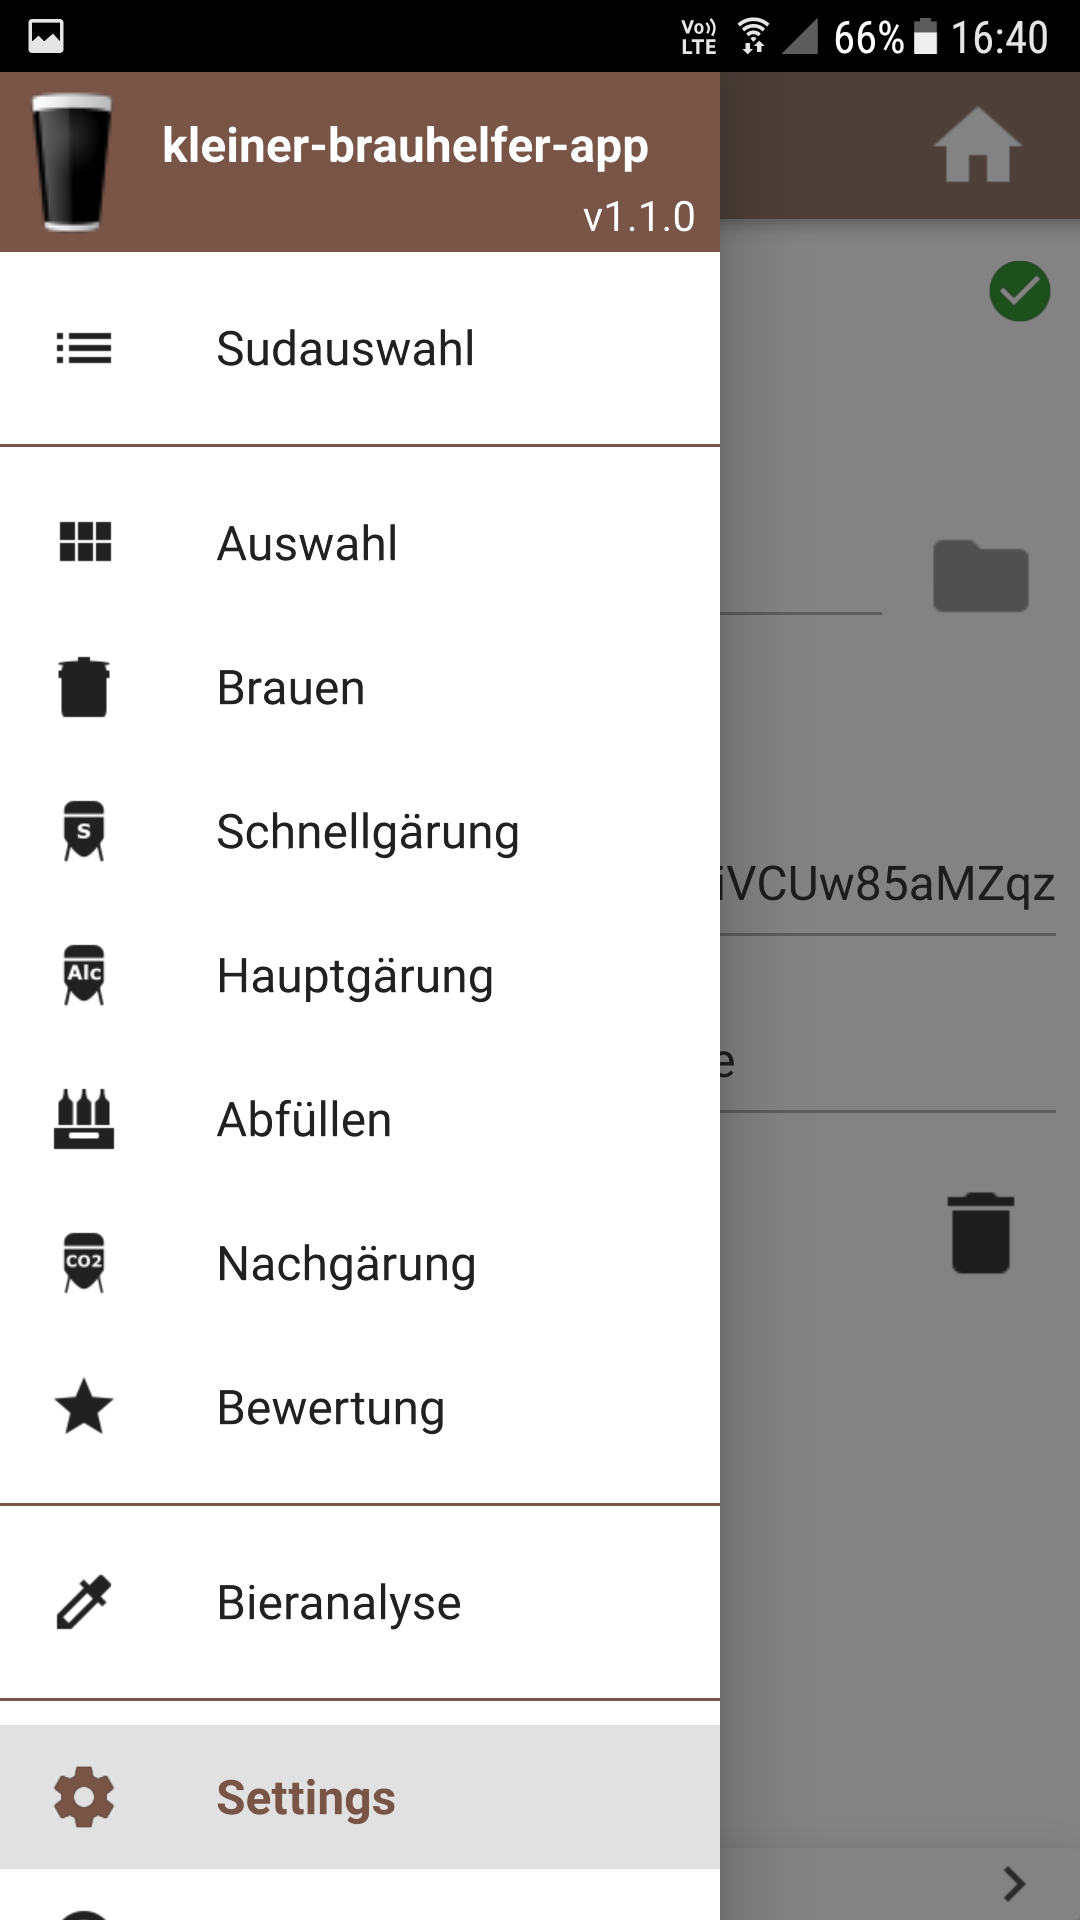 Vo)) LTE 66% 16:40
kleiner-brauhelfer-app
v1.1.0
Sudauswahl
Auswahl
Brauen
S Schnellgärung
iVCUw85aMZqz
Alc Hauptgärung
e
Abfüllen
CO2 Nachgärung
Bewertung
Bieranalyse
Settings